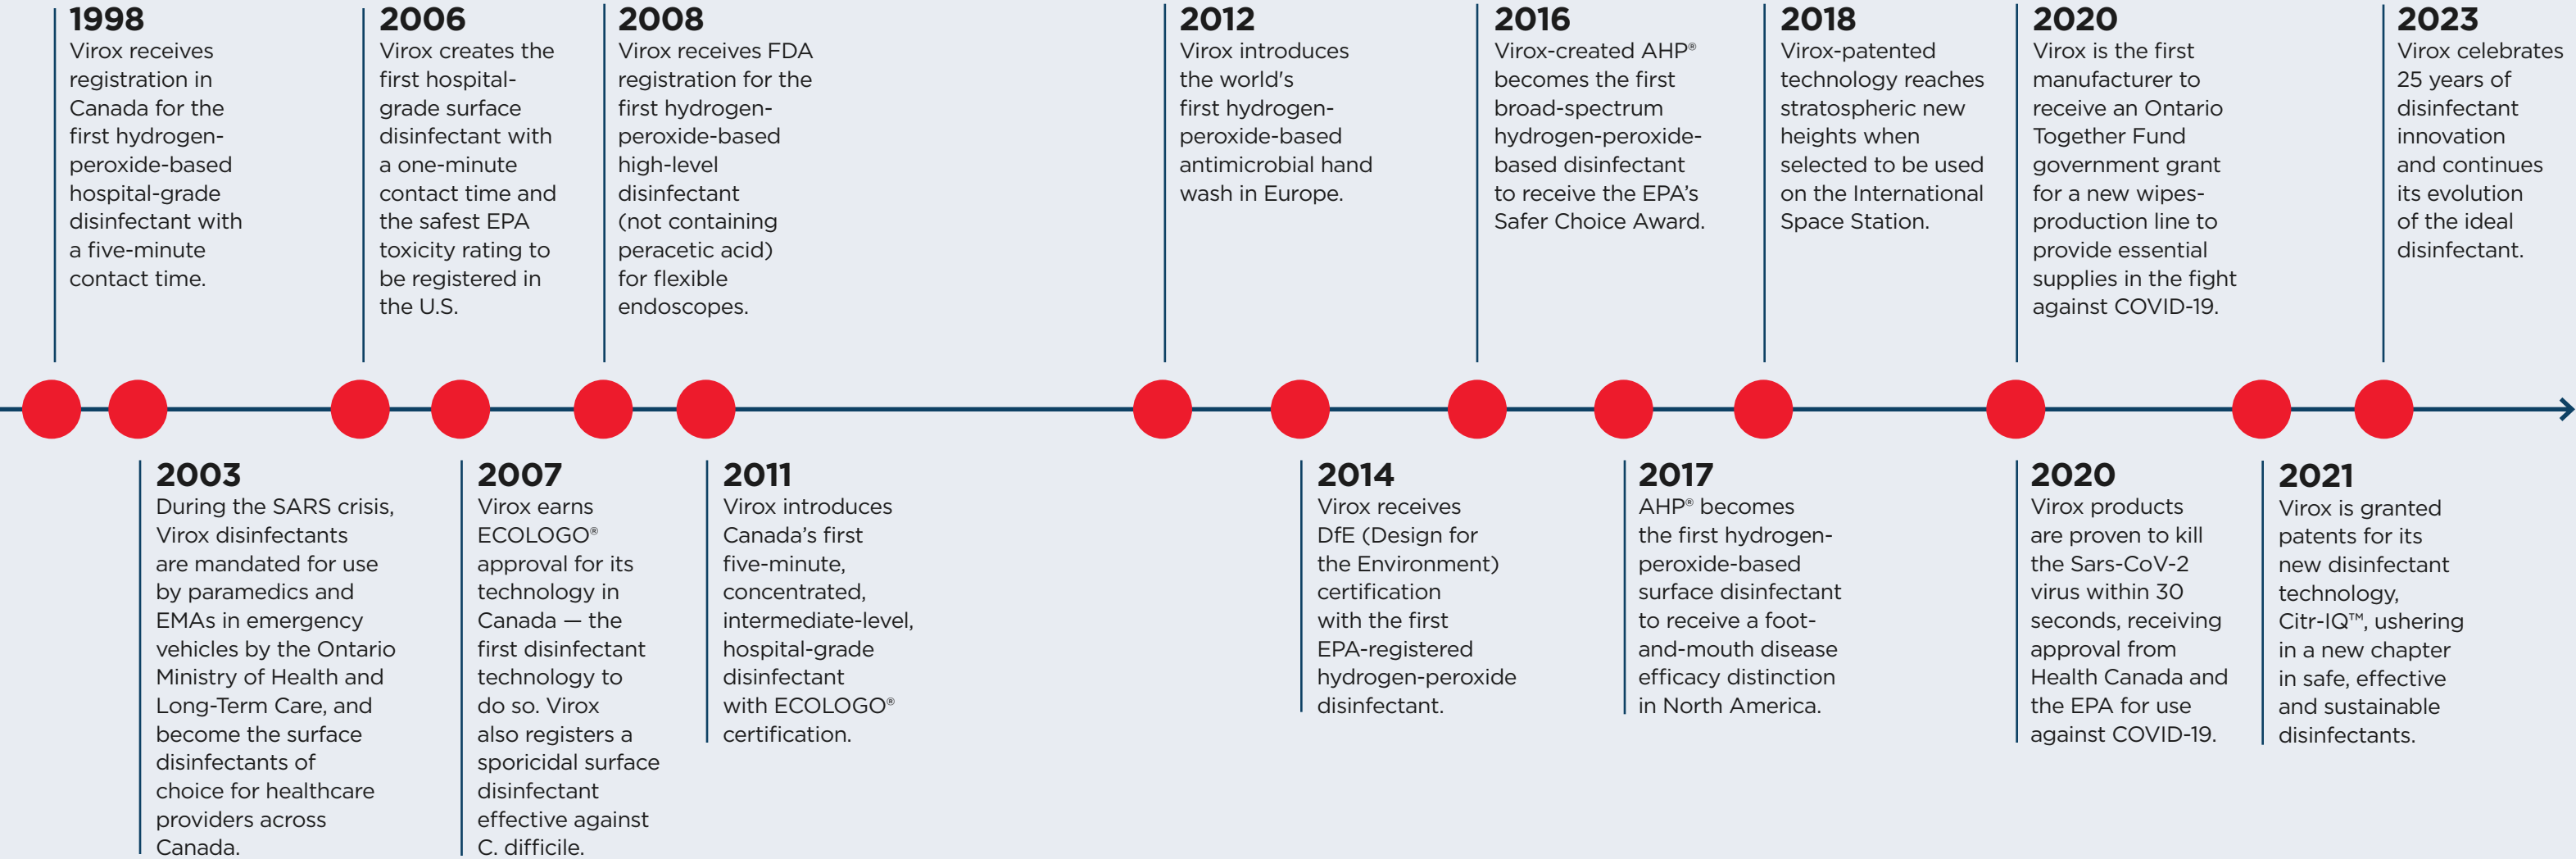 1998
Virox receives
registration in
Canada for the
first hydrogen-
peroxide-based
hospital-grade
disinfectant with
a five-minute
contact time.
2006
Virox creates the
first hospital-
grade surface
disinfectant with
a one-minute
contact time and
the safest EPA
toxicity rating to
be registered in
the U.S.
2008
Virox receives FDA
registration for the
first hydrogen-
peroxide-based
high-level
disinfectant
(not containing
peracetic acid)
for flexible
endoscopes.
2012
Virox introduces
the world's
first hydrogen-
peroxide-based
antimicrobial hand
wash in Europe.
2016
Virox-created AHP®
becomes the first
broad-spectrum
hydrogen-peroxide-
based disinfectant
to receive the EPA’s
Safer Choice Award.
2018
Virox-patented
technology reaches
stratospheric new
heights when
selected to be used
on the International
Space Station.
2020
Virox is the first
manufacturer to
receive an Ontario
Together Fund
government grant
for a new wipes-
production line to
provide essential
supplies in the fight
against COVID-19.
2023
Virox celebrates
25 years of
disinfectant
innovation
and continues
its evolution
of the ideal
disinfectant.
2003
During the SARS crisis,
Virox disinfectants
are mandated for use
by paramedics and
EMAs in emergency
vehicles by the Ontario
Ministry of Health and
Long-Term Care, and
become the surface
disinfectants of
choice for healthcare
providers across
Canada.
2007
Virox earns
ECOLOGO®
approval for its
technology in
Canada — the
first disinfectant
technology to
do so. Virox
also registers a
sporicidal surface
disinfectant
effective against
C. difficile.
2011
Virox introduces
Canada’s first
five-minute,
concentrated,
intermediate-level,
hospital-grade
disinfectant
with ECOLOGO®
certification.
2014
Virox receives
DfE (Design for
the Environment)
certification
with the first
EPA-registered
hydrogen-peroxide
disinfectant.
2017
AHP® becomes
the first hydrogen-
peroxide-based
surface disinfectant
to receive a foot-
and-mouth disease
efficacy distinction
in North America.
2020
Virox products
are proven to kill
the Sars-CoV-2
virus within 30
seconds, receiving
approval from
Health Canada and
the EPA for use
against COVID-19.
2021
Virox is granted
patents for its
new disinfectant
technology,
Citr-IQ™, ushering
in a new chapter
in safe, effective
and sustainable
disinfectants.